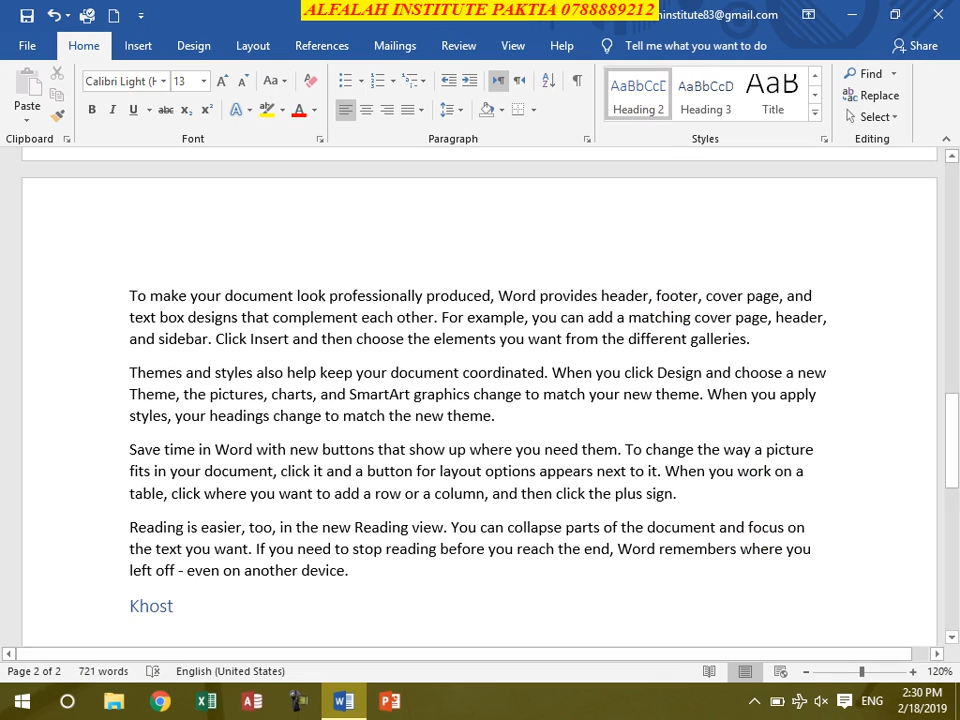 ALFALAH INSTITUTE PAKTIA 0788889212
hinstitute83@gmail.com
File Home Insert Design Layout References Mailings Review View Help Tell me what you want to do Share
Calibri Light (H 13 Aa
Paste
B I U abc X₂ X² A A
AaBbCcD AaBbCcD AaB
Heading 2 Heading 3 Title
Find
Replace
Select
Clipboard Font Paragraph Styles Editing
To make your document look professionally produced, Word provides header, footer, cover page, and
text box designs that complement each other. For example, you can add a matching cover page, header,
and sidebar. Click Insert and then choose the elements you want from the different galleries.
Themes and styles also help keep your document coordinated. When you click Design and choose a new
Theme, the pictures, charts, and SmartArt graphics change to match your new theme. When you apply
styles, your headings change to match the new theme.
Save time in Word with new buttons that show up where you need them. To change the way a picture
fits in your document, click it and a button for layout options appears next to it. When you work on a
table, click where you want to add a row or a column, and then click the plus sign.
Reading is easier, too, in the new Reading view. You can collapse parts of the document and focus on
the text you want. If you need to stop reading before you reach the end, Word remembers where you
left off - even on another device.
Khost
Page 2 of 2 721 words English (United States) 120%
ENG
2:30 PM
2/18/2019